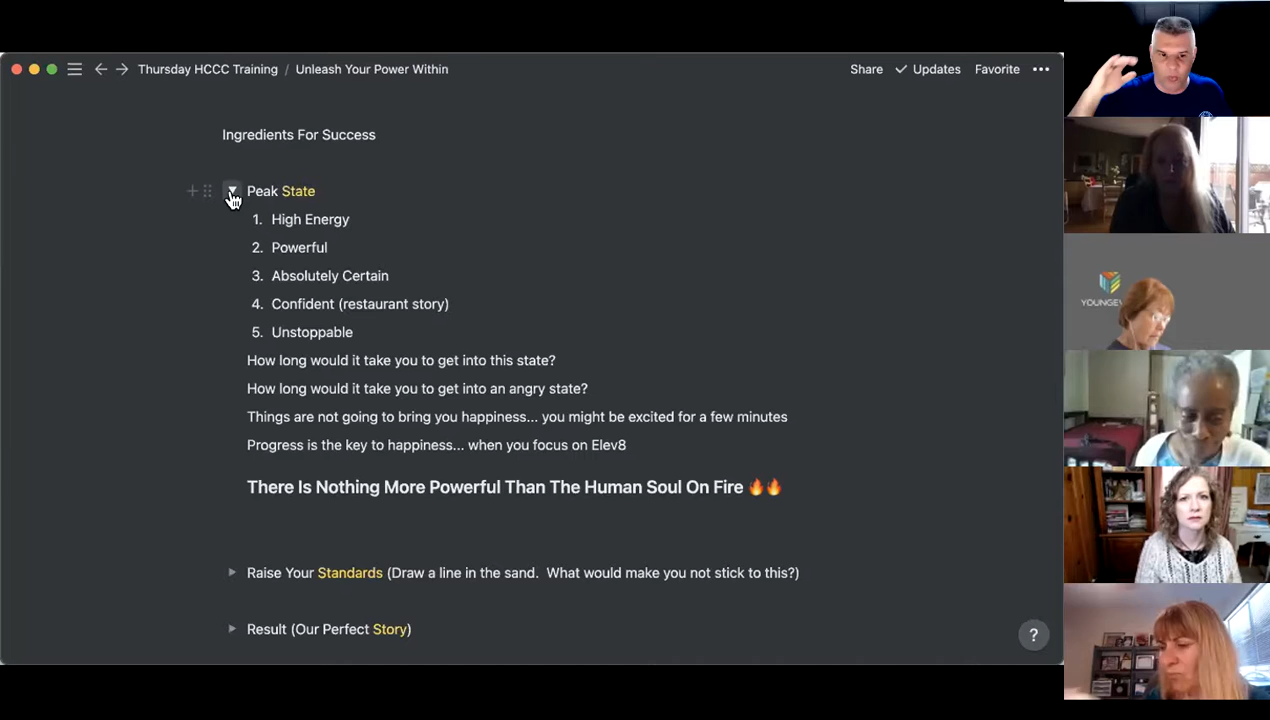 Thursday HCCC Training / Unleash Your Power Within
Share ✓ Updates Favorite •••
Ingredients For Success
Peak State
1. High Energy
2. Powerful
3. Absolutely Certain
4. Confident (restaurant story)
5. Unstoppable
How long would it take you to get into this state?
How long would it take you to get into an angry state?
Things are not going to bring you happiness... you might be excited for a few minutes
Progress is the key to happiness... when you focus on Elev8
There Is Nothing More Powerful Than The Human Soul On Fire 🔥🔥
Raise Your Standards (Draw a line in the sand.  What would make you not stick to this?)
Result (Our Perfect Story)
?